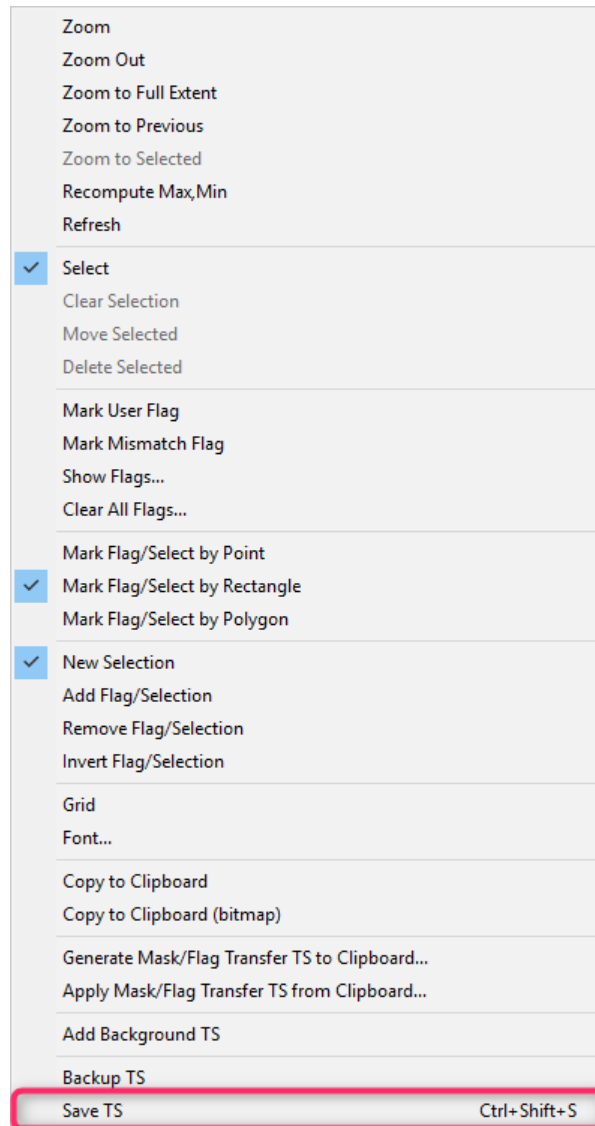 Zoom
Zoom Out
Zoom to Full Extent
Zoom to Previous
Zoom to Selected
Recompute Max,Min
Refresh
Select
Clear Selection
Move Selected
Delete Selected
Mark User Flag
Mark Mismatch Flag
Show Flags...
Clear All Flags...
Mark Flag/Select by Point
Mark Flag/Select by Rectangle
Mark Flag/Select by Polygon
New Selection
Add Flag/Selection
Remove Flag/Selection
Invert Flag/Selection
Grid
Font...
Copy to Clipboard
Copy to Clipboard (bitmap)
Generate Mask/Flag Transfer TS to Clipboard...
Apply Mask/Flag Transfer TS from Clipboard...
Add Background TS
Backup TS
Save TS Ctrl+Shift+S